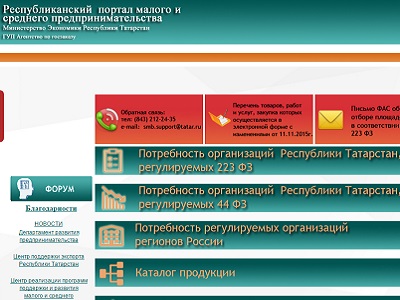 Республиканский портал малого и
среднего предпринимательства
Министерство Экономики Республики Татарстан
ГУП Агентство по госзаказу
Обратная связь:
тел: (843) 212-24-35
e-mail: smb.support@tatar.ru
Перечень товаров, работ
и услуг, закупка которых
осуществляется в
электронной форме с
изменениями от 11.11.2015г.
Письмо ФАС об
отборе площадок
в соответствии
223 ФЗ
Потребность организаций Республики Татарстан,
регулируемых 223 ФЗ
Потребность организаций Республики Татарстан,
регулируемых 44 ФЗ
Потребность регулируемых организаций
регионов России
Каталог продукции
ФОРУМ
Благодарности
НОВОСТИ
Департамент развития
предпринимательства
Центр поддержки экспорта
Республики Татарстан
Центр реализации программ
поддержки и развития
малого и среднего